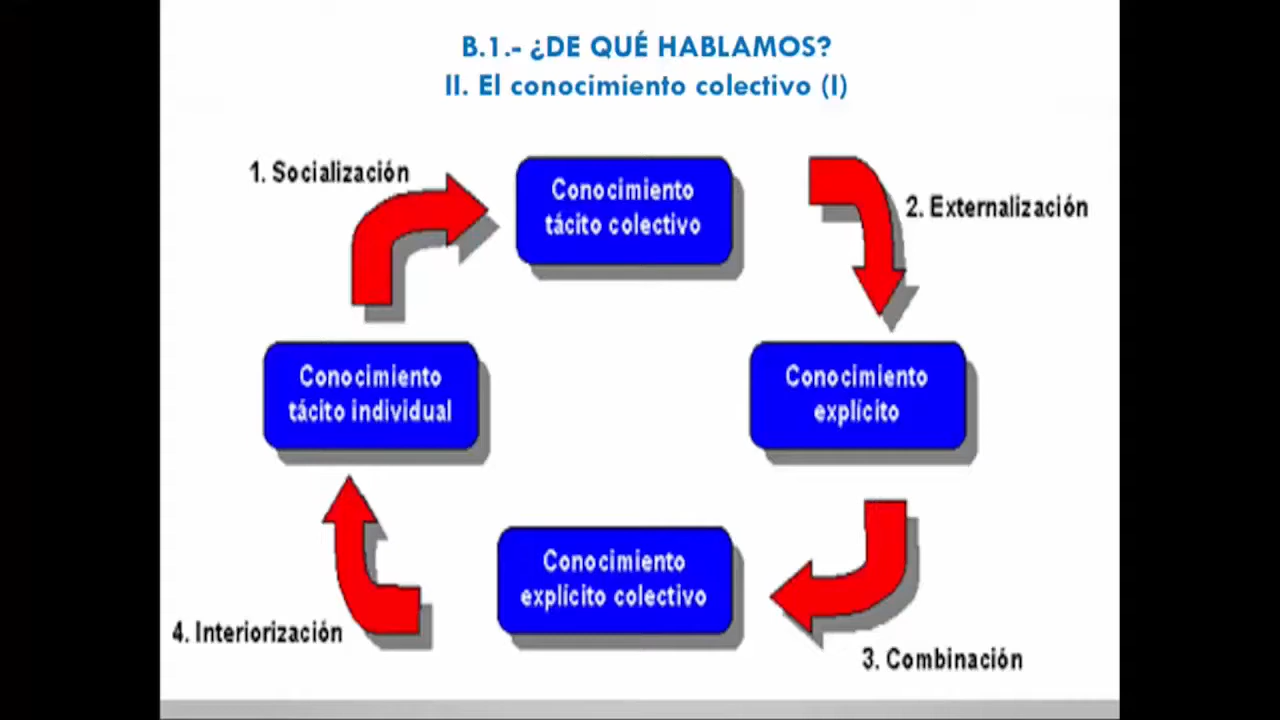 B.1.- ¿DE QUÉ HABLAMOS?
II. El conocimiento colectivo (I)
1. Socialización
Conocimiento
tácito colectivo
2. Externalización
Conocimiento
tácito individual
Conocimiento
explícito
Conocimiento
explícito colectivo
4. Interiorización
3. Combinación